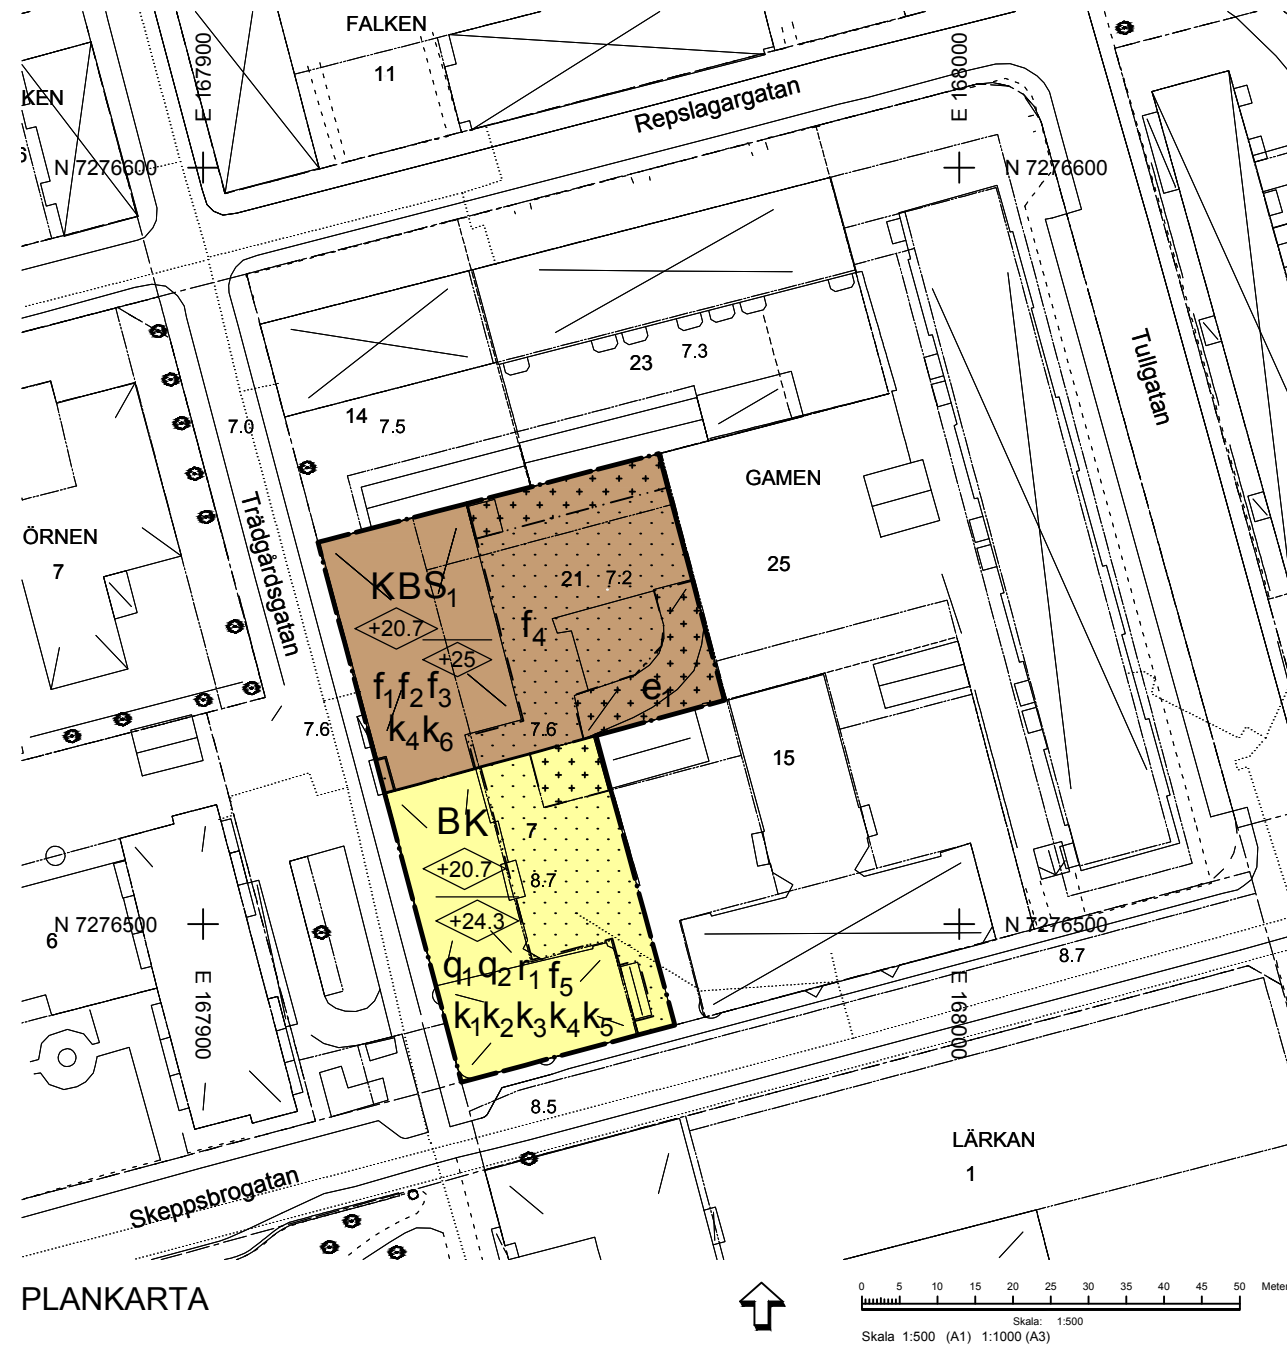 FALKEN
11
E 167900
E 168000
KEN
Repslagargatan
N 7276600
N 7276600
Tullgatan
23
7.3
14
7.5
7.0
GAMEN
Trädgårdsgatan
ÖRNEN
7
25
KBS1
21
7.2
+20.7
f4
+25
f1f2f3
e1
k4k6
7.6
7.6
15
BK
7
+20.7
8.7
+24.3
N 7276500
N 7276500
6
8.7
q1q2r1f5
k1k2k3k4k5
E 167900
E 168000
8.5
LÄRKAN
1
Skeppsbrogatan
PLANKARTA
0 5 10 15 20 25 30 35 40 45 50 Meter
Skala: 1:500
Skala 1:500 (A1) 1:1000 (A3)